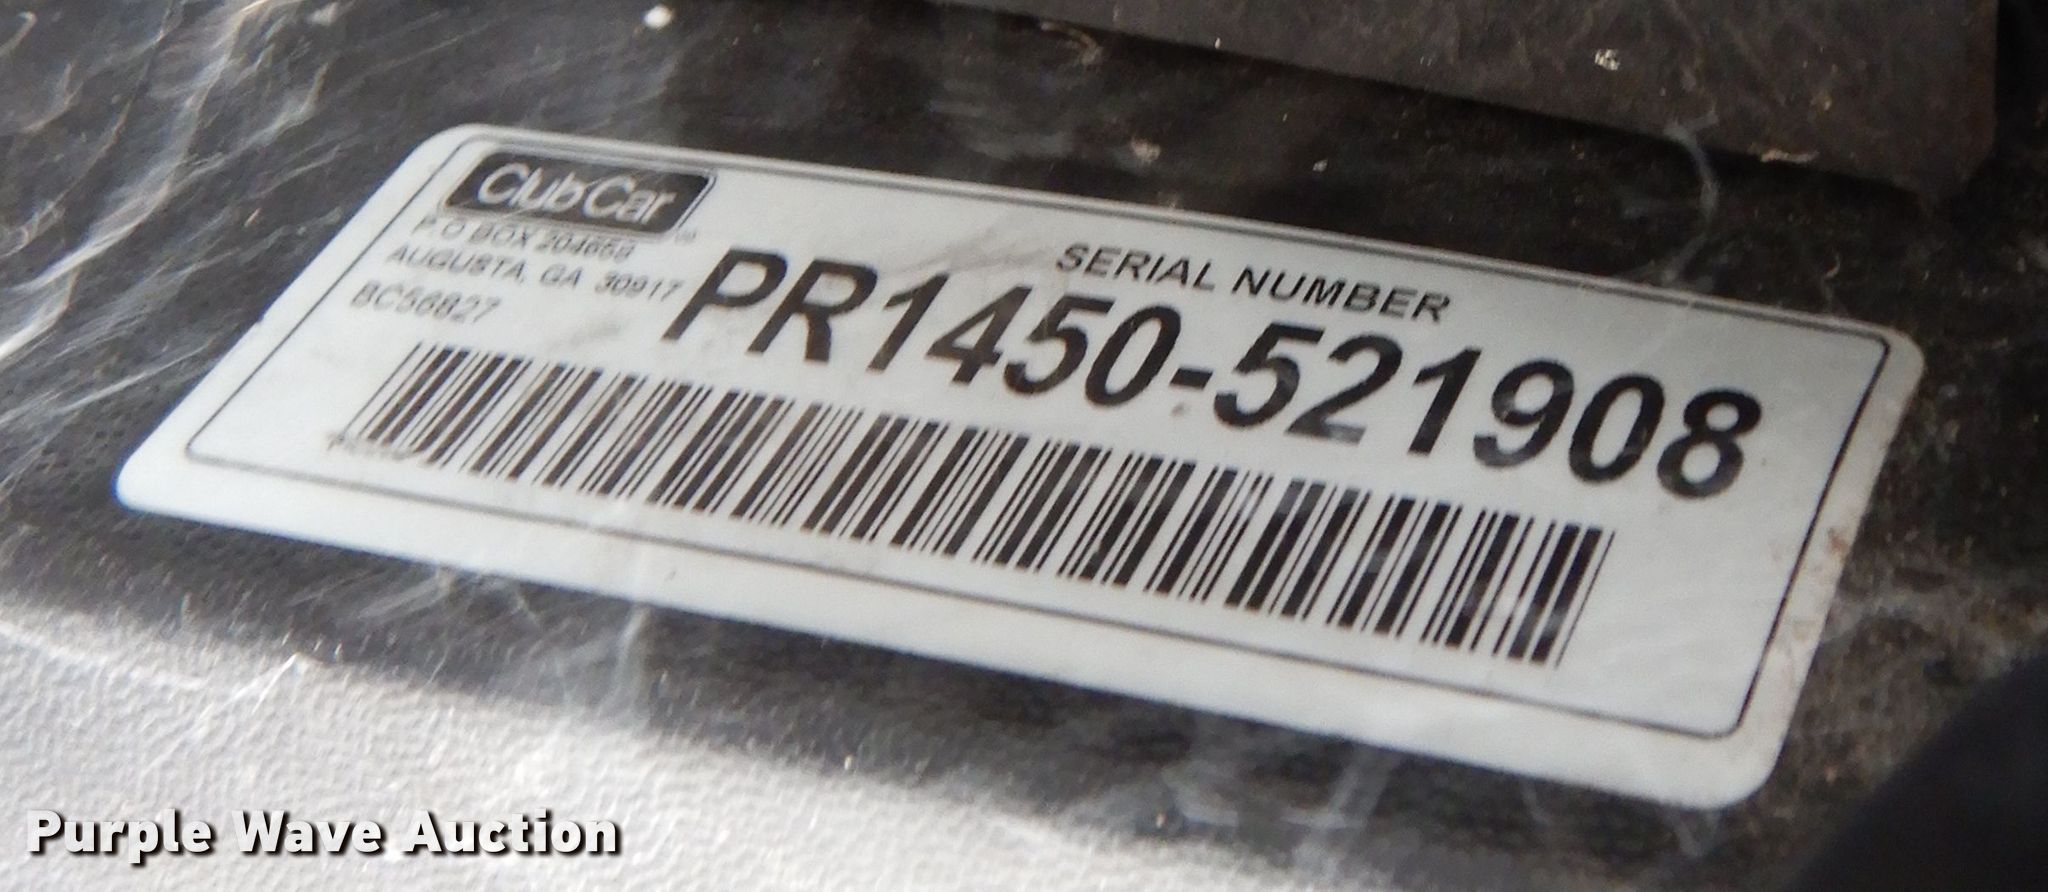 Club Car
P.O BOX 204658
AUGUSTA, GA 30917
BC56827
SERIAL NUMBER
PR1450-521908
Purple Wave Auction